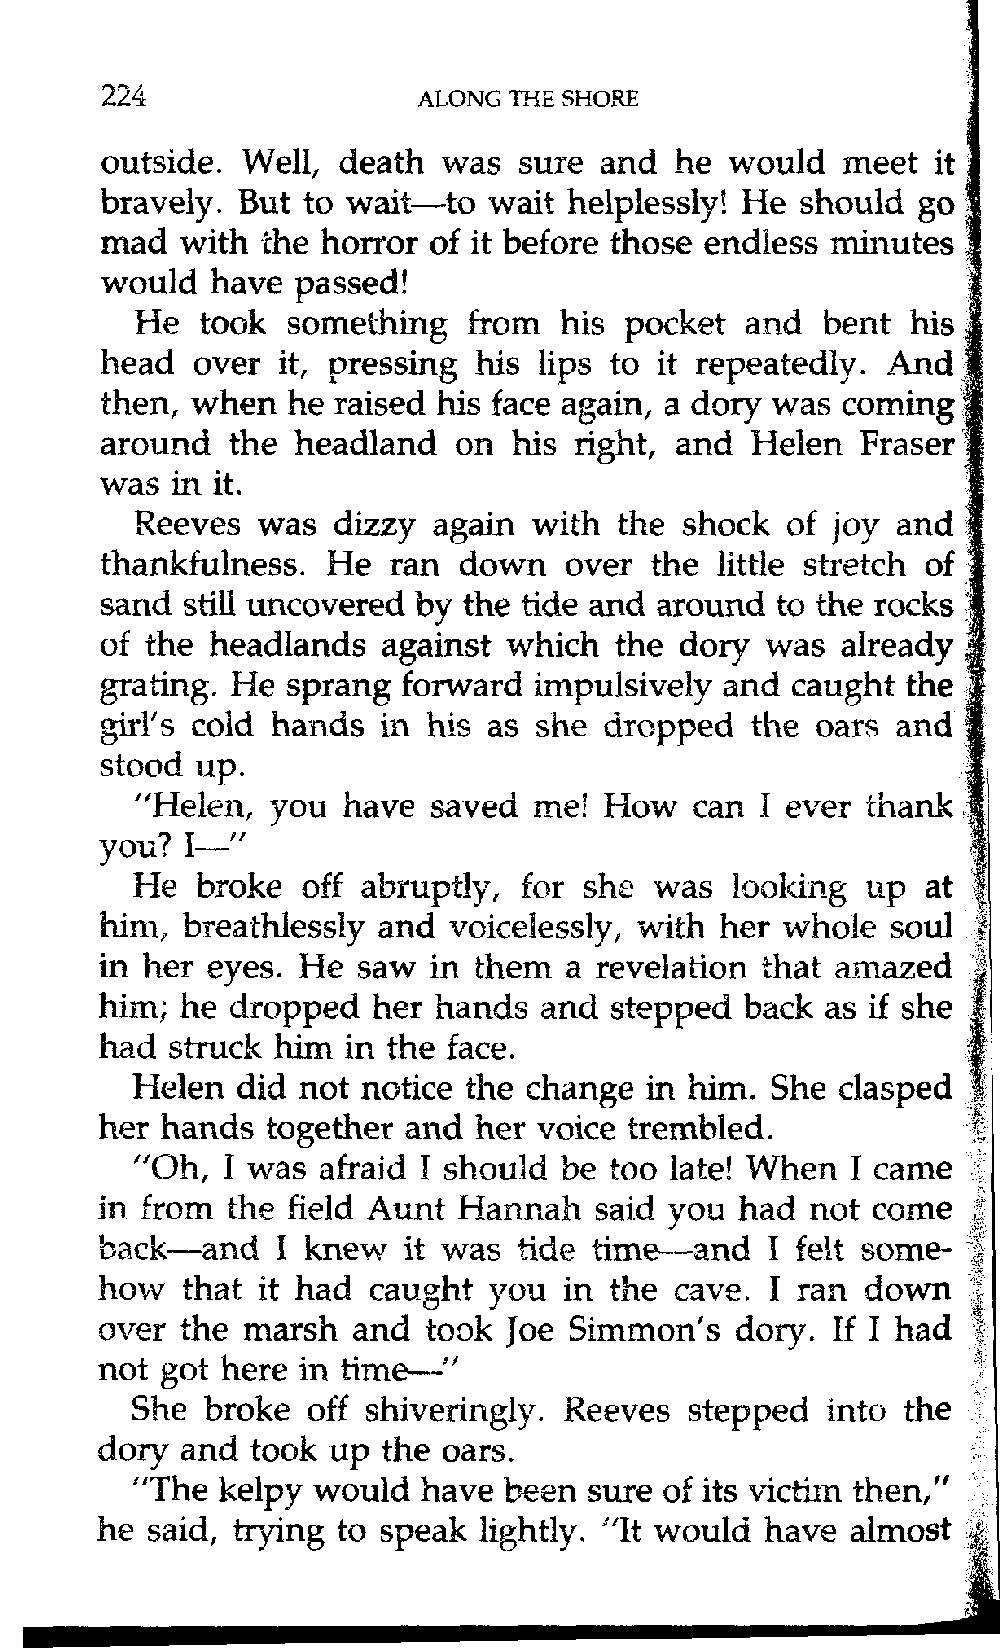 224 ALONG THE SHORE
outside. Well, death was sure and he would meet it
bravely. But to wait—to wait helplessly! He should go
mad with the horror of it before those endless minutes
would have passed!
He took something from his pocket and bent his
head over it, pressing his lips to it repeatedly. And
then, when he raised his face again, a dory was coming
around the headland on his right, and Helen Fraser
was in it.
Reeves was dizzy again with the shock of joy and
thankfulness. He ran down over the little stretch of
sand still uncovered by the tide and around to the rocks
of the headlands against which the dory was already
grating. He sprang forward impulsively and caught the
girl's cold hands in his as she dropped the oars and
stood up.
"Helen, you have saved me! How can I ever thank
you? I—"
He broke off abruptly, for she was looking up at
him, breathlessly and voicelessly, with her whole soul
in her eyes. He saw in them a revelation that amazed
him; he dropped her hands and stepped back as if she
had struck him in the face.
Helen did not notice the change in him. She clasped
her hands together and her voice trembled.
"Oh, I was afraid I should be too late! When I came
in from the field Aunt Hannah said you had not come
back—and I knew it was tide time—and I felt some-
how that it had caught you in the cave. I ran down
over the marsh and took Joe Simmon's dory. If I had
not got here in time—"
She broke off shiveringly. Reeves stepped into the
dory and took up the oars.
"The kelpy would have been sure of its victim then,"
he said, trying to speak lightly. "It would have almost